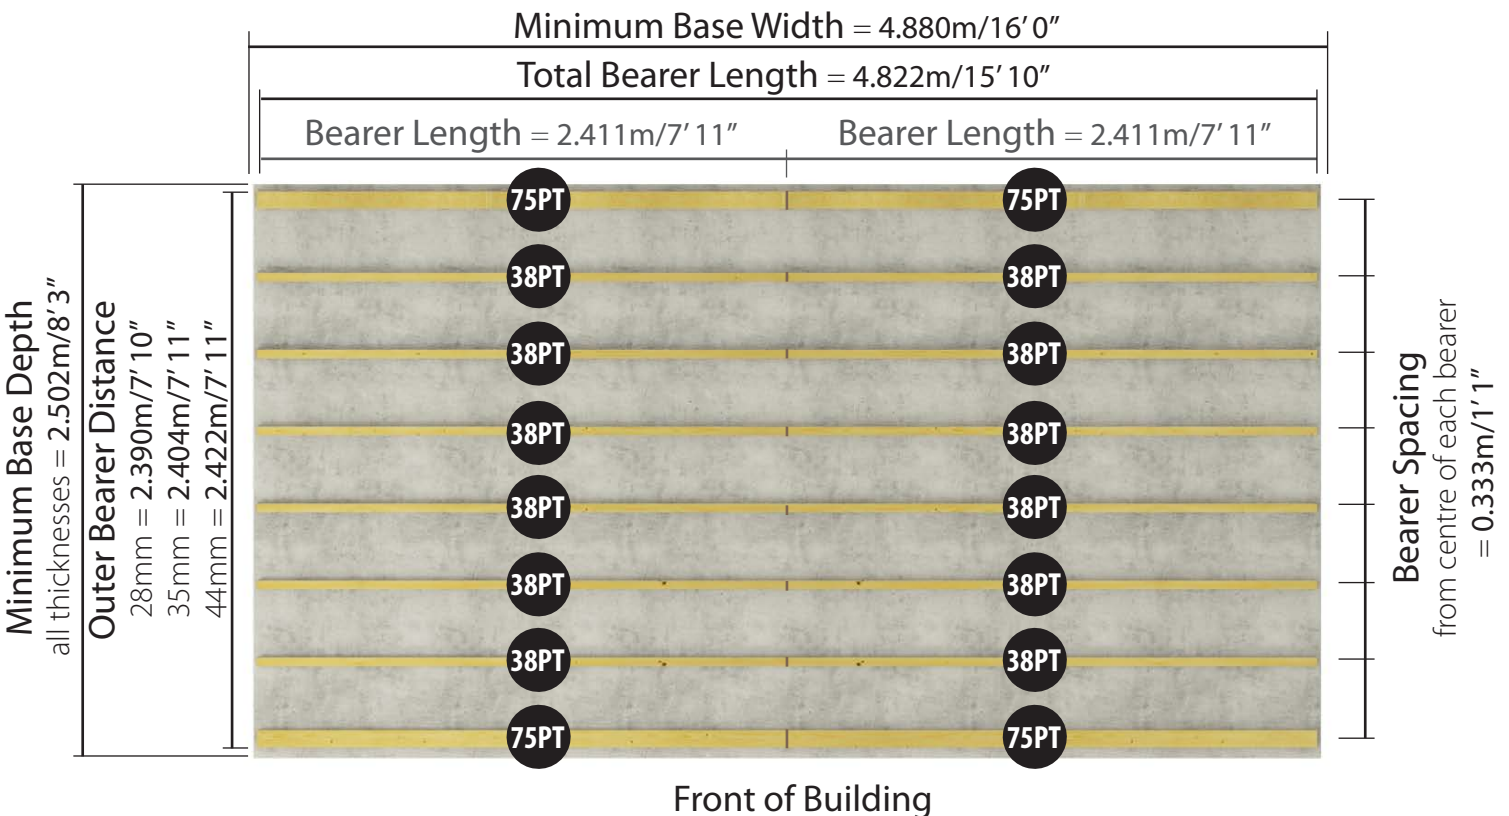 Minimum Base Width = 4.880m/16’ 0”
Total Bearer Length = 4.822m/15’ 10”
Bearer Length = 2.411m/7’ 11”
Bearer Length = 2.411m/7’ 11”
Minimum Base Depth
all thicknesses = 2.502m/8’ 3”
Outer Bearer Distance
28mm = 2.390m/7’ 10”
35mm = 2.404m/7’ 11”
44mm = 2.422m/7’ 11”
75PT
75PT
38PT
38PT
38PT
38PT
38PT
38PT
38PT
38PT
38PT
38PT
38PT
38PT
75PT
75PT
Bearer Spacing
from centre of each bearer
= 0.333m/1’ 1”
Front of Building